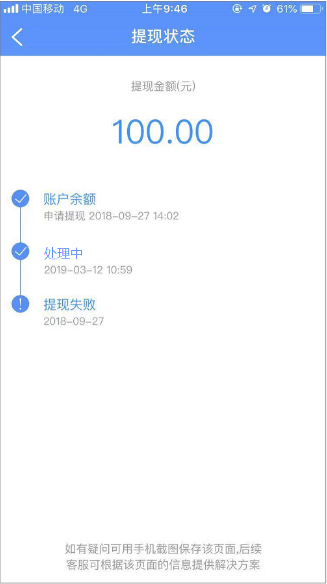 中国移动 4G 上午9:46 61%
提现状态
提现金额(元)
100.00
账户余额
申请提现 2018-09-27 14:02
处理中
2019-03-12 10:59
提现失败
2018-09-27
如有疑问可用手机截图保存该页面,后续
客服可根据该页面的信息提供解决方案